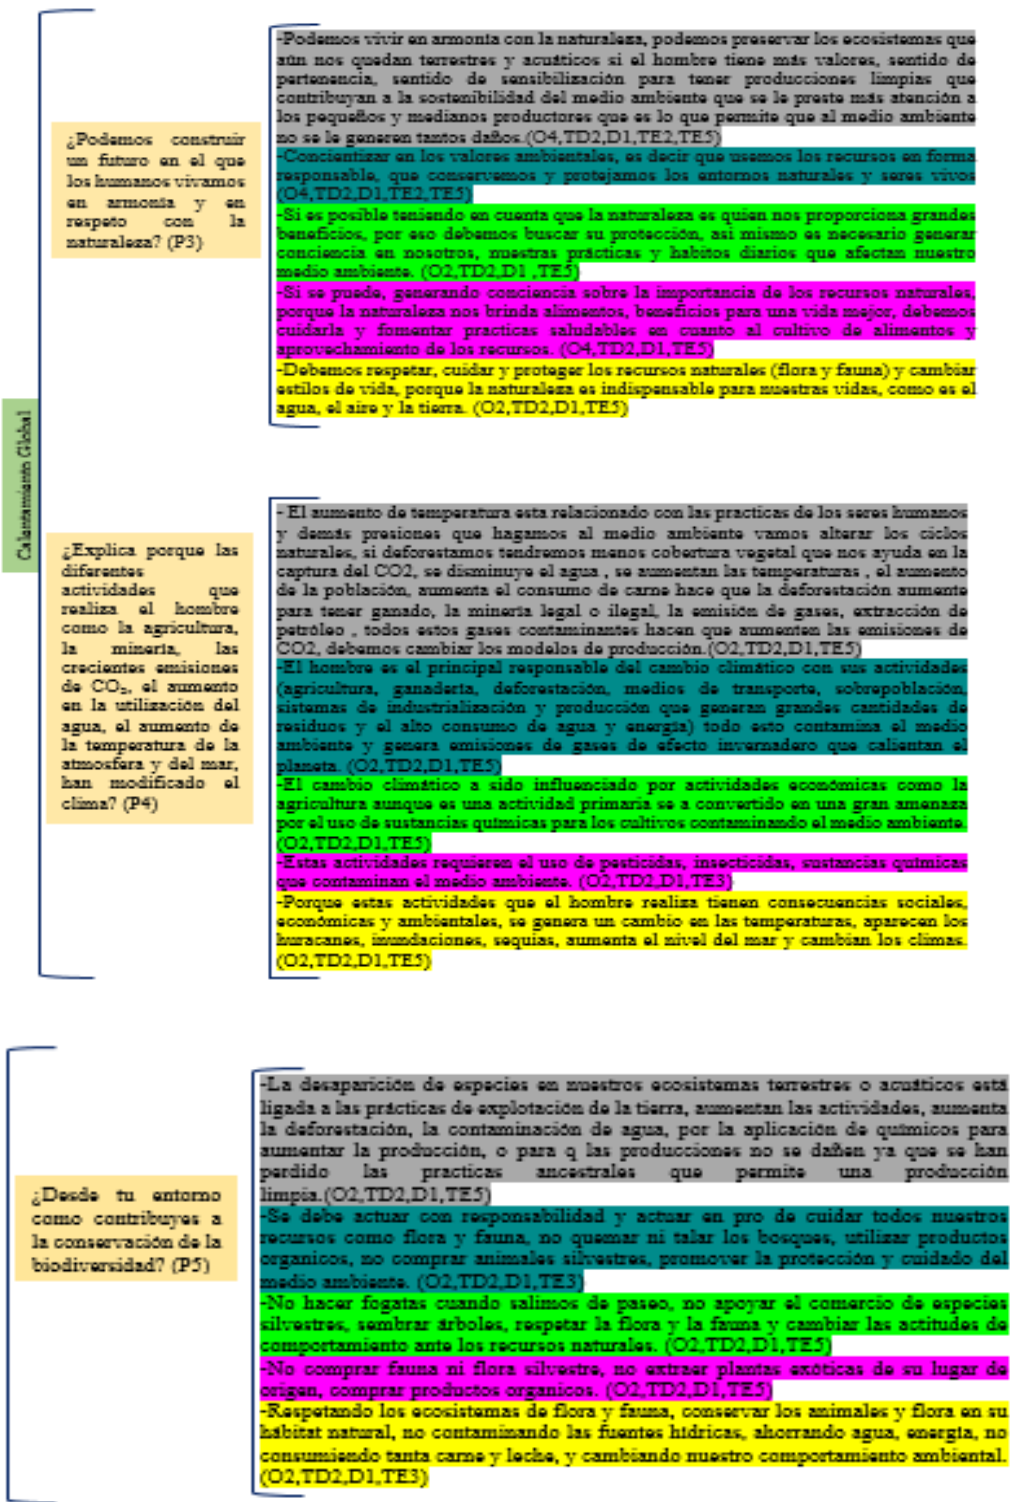 Calentamiento Global
¿Podemos construir
un futuro en el que
los humanos vivamos
en armonía y en
respeto con la
naturaleza? (P3)
-Podemos vivir en armonía con la naturaleza, podemos preservar los ecosistemas que
aún nos quedan terrestres y acuáticos si el hombre tiene más valores, sentido de
pertenencia, sentido de sensibilización para tener producciones limpias que
contribuyan a la sostenibilidad del medio ambiente que se le preste más atención a
los pequeños y medianos productores que es lo que permite que al medio ambiente
no se le generen tantos daños.(O4,TD2,D1,TE2,TE5)
-Concientizar en los valores ambientales, es decir que usemos los recursos en forma
responsable, que conservemos y protejamos los entornos naturales y seres vivos
(O4,TD2,D1,TE2,TE5)
-Si es posible teniendo en cuenta que la naturaleza es quien nos proporciona grandes
beneficios, por eso debemos buscar su protección, asi mismo es necesario generar
conciencia en nosotros, nuestras prácticas y habitos diarios que afectan nuestro
medio ambiente. (O2,TD2,D1 ,TE5)
-Si se puede, generando conciencia sobre la importancia de los recursos naturales,
porque la naturaleza nos brinda alimentos, beneficios para una vida mejor, debemos
cuidarla y fomentar practicas saludables en cuanto al cultivo de alimentos y
aprovechamiento de los recursos. (O4,TD2,D1,TE5)
-Debemos respetar, cuidar y proteger los recursos naturales (flora y fauna) y cambiar
estilos de vida, porque la naturaleza es indispensable para nuestras vidas, como es el
agua, el aire y la tierra. (O2,TD2,D1,TE5)
¿Explica porque las
diferentes
actividades que
realiza el hombre
como la agricultura,
la minería, las
crecientes emisiones
de CO₂, el aumento
en la utilización del
agua, el aumento de
la temperatura de la
atmosfera y del mar,
han modificado el
clima? (P4)
- El aumento de temperatura esta relacionado con las practicas de los seres humanos
y demás presiones que hagamos al medio ambiente vamos alterar los ciclos
naturales, si deforestamos tendremos menos cobertura vegetal que nos ayuda en la
captura del CO2, se disminuye el agua , se aumentan las temperaturas , el aumento
de la población, aumenta el consumo de carne hace que la deforestación aumente
para tener ganado, la minería legal o ilegal, la emisión de gases, extracción de
petróleo , todos estos gases contaminantes hacen que aumenten las emisiones de
CO2, debemos cambiar los modelos de producción.(O2,TD2,D1,TE5)
-El hombre es el principal responsable del cambio climático con sus actividades
(agricultura, ganadería, deforestación, medios de transporte, sobrepoblación,
sistemas de industrialización y producción que generan grandes cantidades de
residuos y el alto consumo de agua y energía) todo esto contamina el medio
ambiente y genera emisiones de gases de efecto invernadero que calientan el
planeta. (O2,TD2,D1,TE5)
-El cambio climático a sido influenciado por actividades económicas como la
agricultura aunque es una actividad primaria se a convertido en una gran amenaza
por el uso de sustancias químicas para los cultivos contaminando el medio ambiente.
(O2,TD2,D1,TE5)
-Estas actividades requieren el uso de pesticidas, insecticidas, sustancias químicas
que contaminan el medio ambiente. (O2,TD2,D1,TE3)
-Porque estas actividades que el hombre realiza tienen consecuencias sociales,
económicas y ambientales, se genera un cambio en las temperaturas, aparecen los
huracanes, inundaciones, sequias, aumenta el nivel del mar y cambian los climas.
(O2,TD2,D1,TE5)
¿Desde tu entorno
como contribuyes a
la conservación de la
biodiversidad? (P5)
-La desaparición de especies en nuestros ecosistemas terrestres o acuáticos está
ligada a las prácticas de explotación de la tierra, aumentan las actividades, aumenta
la deforestación, la contaminación de agua, por la aplicación de químicos para
aumentar la producción, o para q las producciones no se dañen ya que se han
perdido las practicas ancestrales que permite una producción
limpia.(O2,TD2,D1,TE5)
-Se debe actuar con responsabilidad y actuar en pro de cuidar todos nuestros
recursos como flora y fauna, no quemar ni talar los bosques, utilizar productos
organicos, no comprar animales silvestres, promover la protección y cuidado del
medio ambiente. (O2,TD2,D1,TE3)
-No hacer fogatas cuando salimos de paseo, no apoyar el comercio de especies
silvestres, sembrar árboles, respetar la flora y la fauna y cambiar las actitudes de
comportamiento ante los recursos naturales. (O2,TD2,D1,TE5)
-No comprar fauna ni flora silvestre, no extraer plantas exóticas de su lugar de
origen, comprar productos organicos. (O2,TD2,D1,TE5)
-Respetando los ecosistemas de flora y fauna, conservar los animales y flora en su
hábitat natural, no contaminando las fuentes hídricas, ahorrando agua, energía, no
consumiendo tanta carne y leche, y cambiando nuestro comportamiento ambiental.
(O2,TD2,D1,TE3)